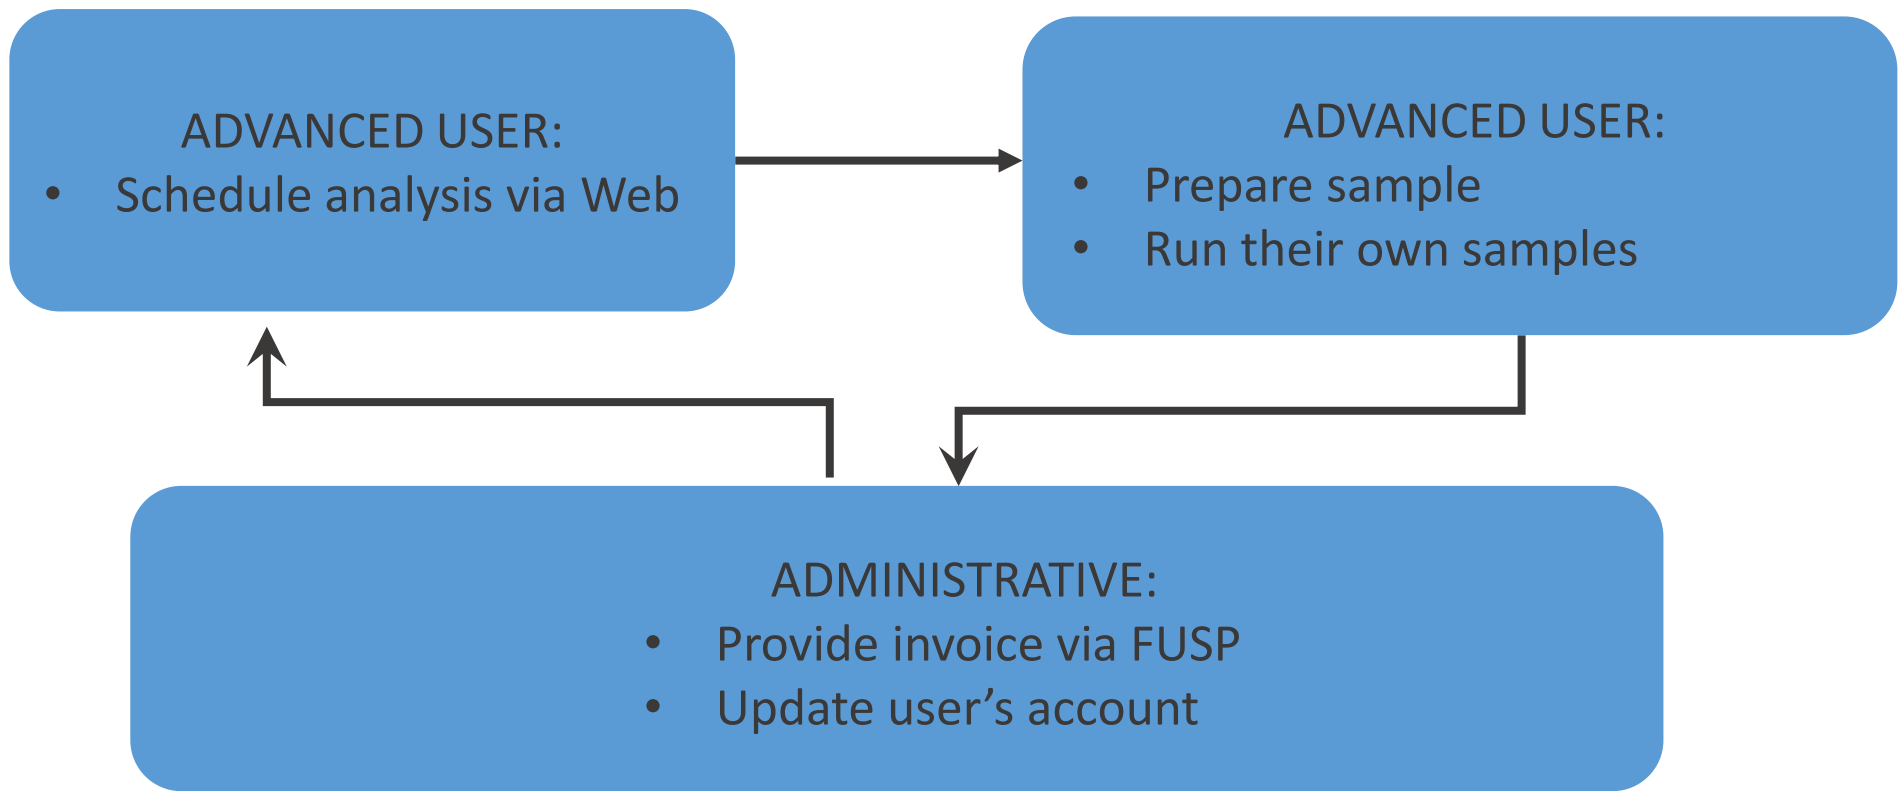 ADVANCED USER:
• Schedule analysis via Web
ADVANCED USER:
• Prepare sample
• Run their own samples
ADMINISTRATIVE:
• Provide invoice via FUSP
• Update user’s account